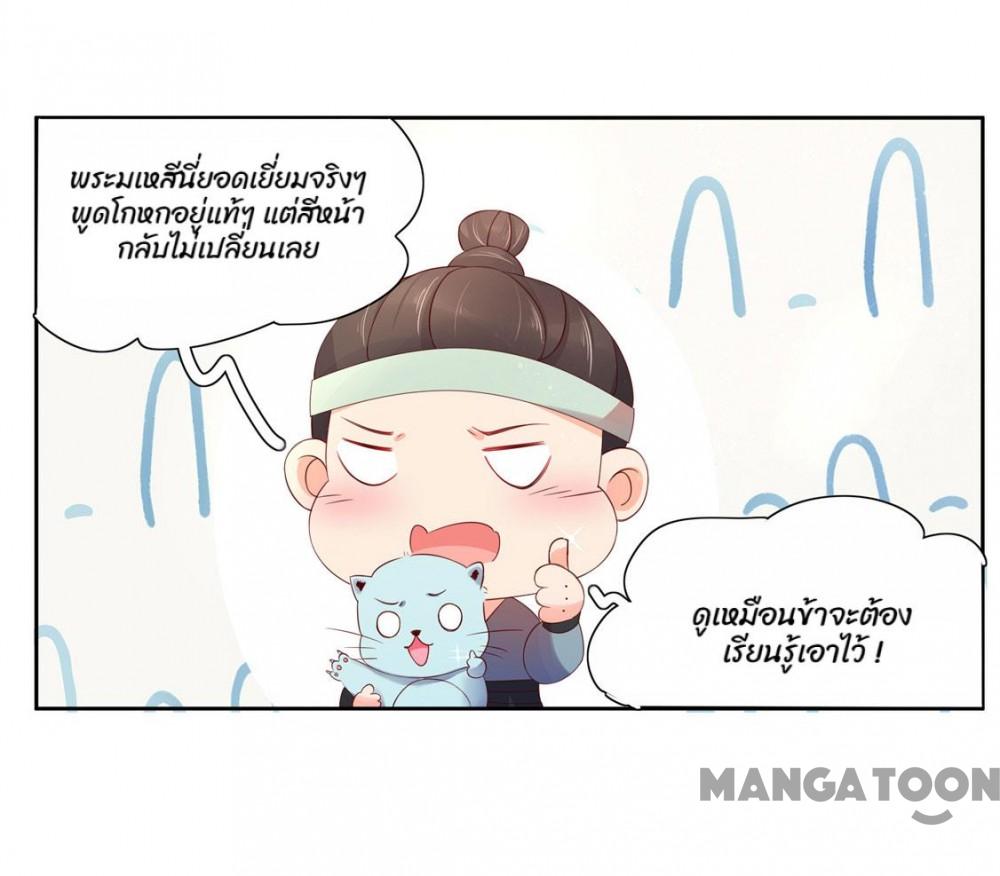 พระมเหสีนี่ยอดเยี่ยมจริงๆ
พูดโกหกอยู่แท้ๆ แต่สีหน้า
กลับไม่เปลี่ยนเลย
ดูเหมือนข้าจะต้อง
เรียนรู้เอาไว้ !
MANGATOON